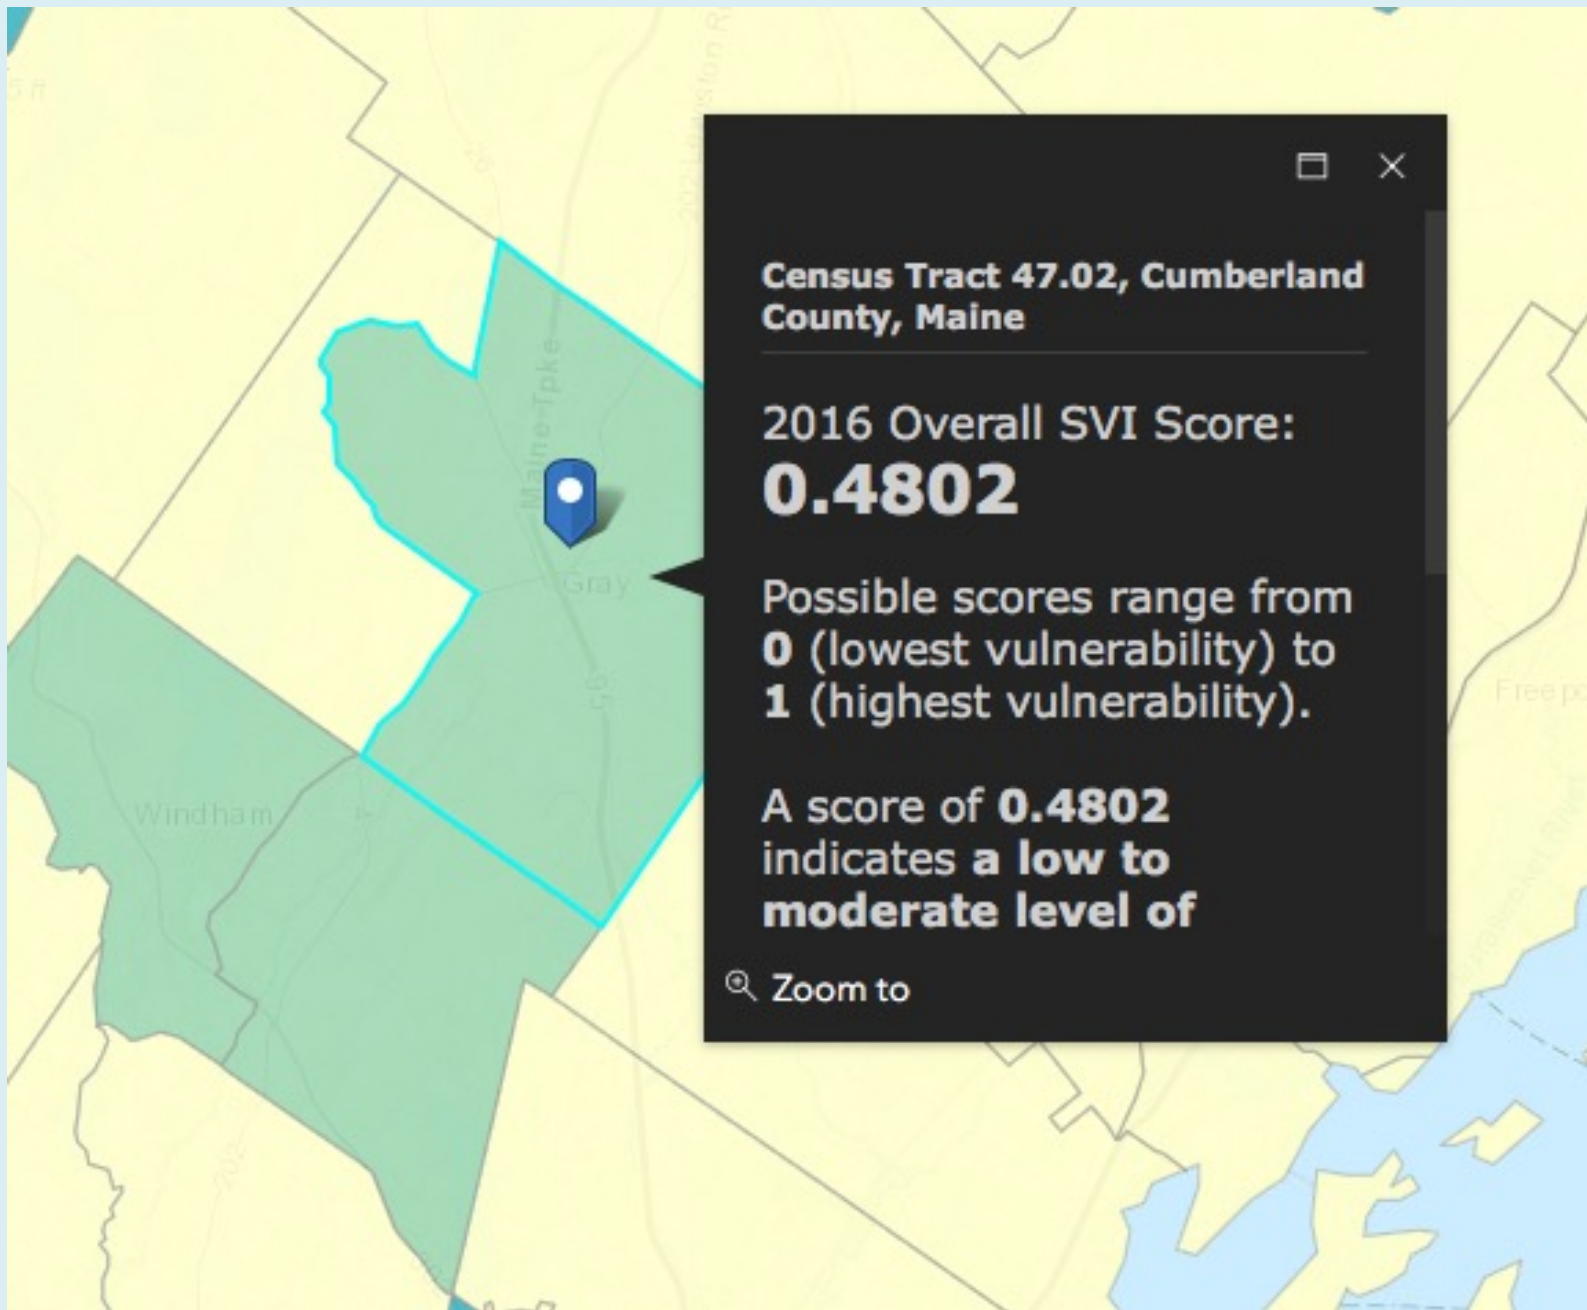 Census Tract 47.02, Cumberland
County, Maine
2016 Overall SVI Score:
0.4802
Possible scores range from
0 (lowest vulnerability) to
1 (highest vulnerability).
A score of 0.4802
indicates a low to
moderate level of
Zoom to
Maine Tpke
Gray
Windham
26
202